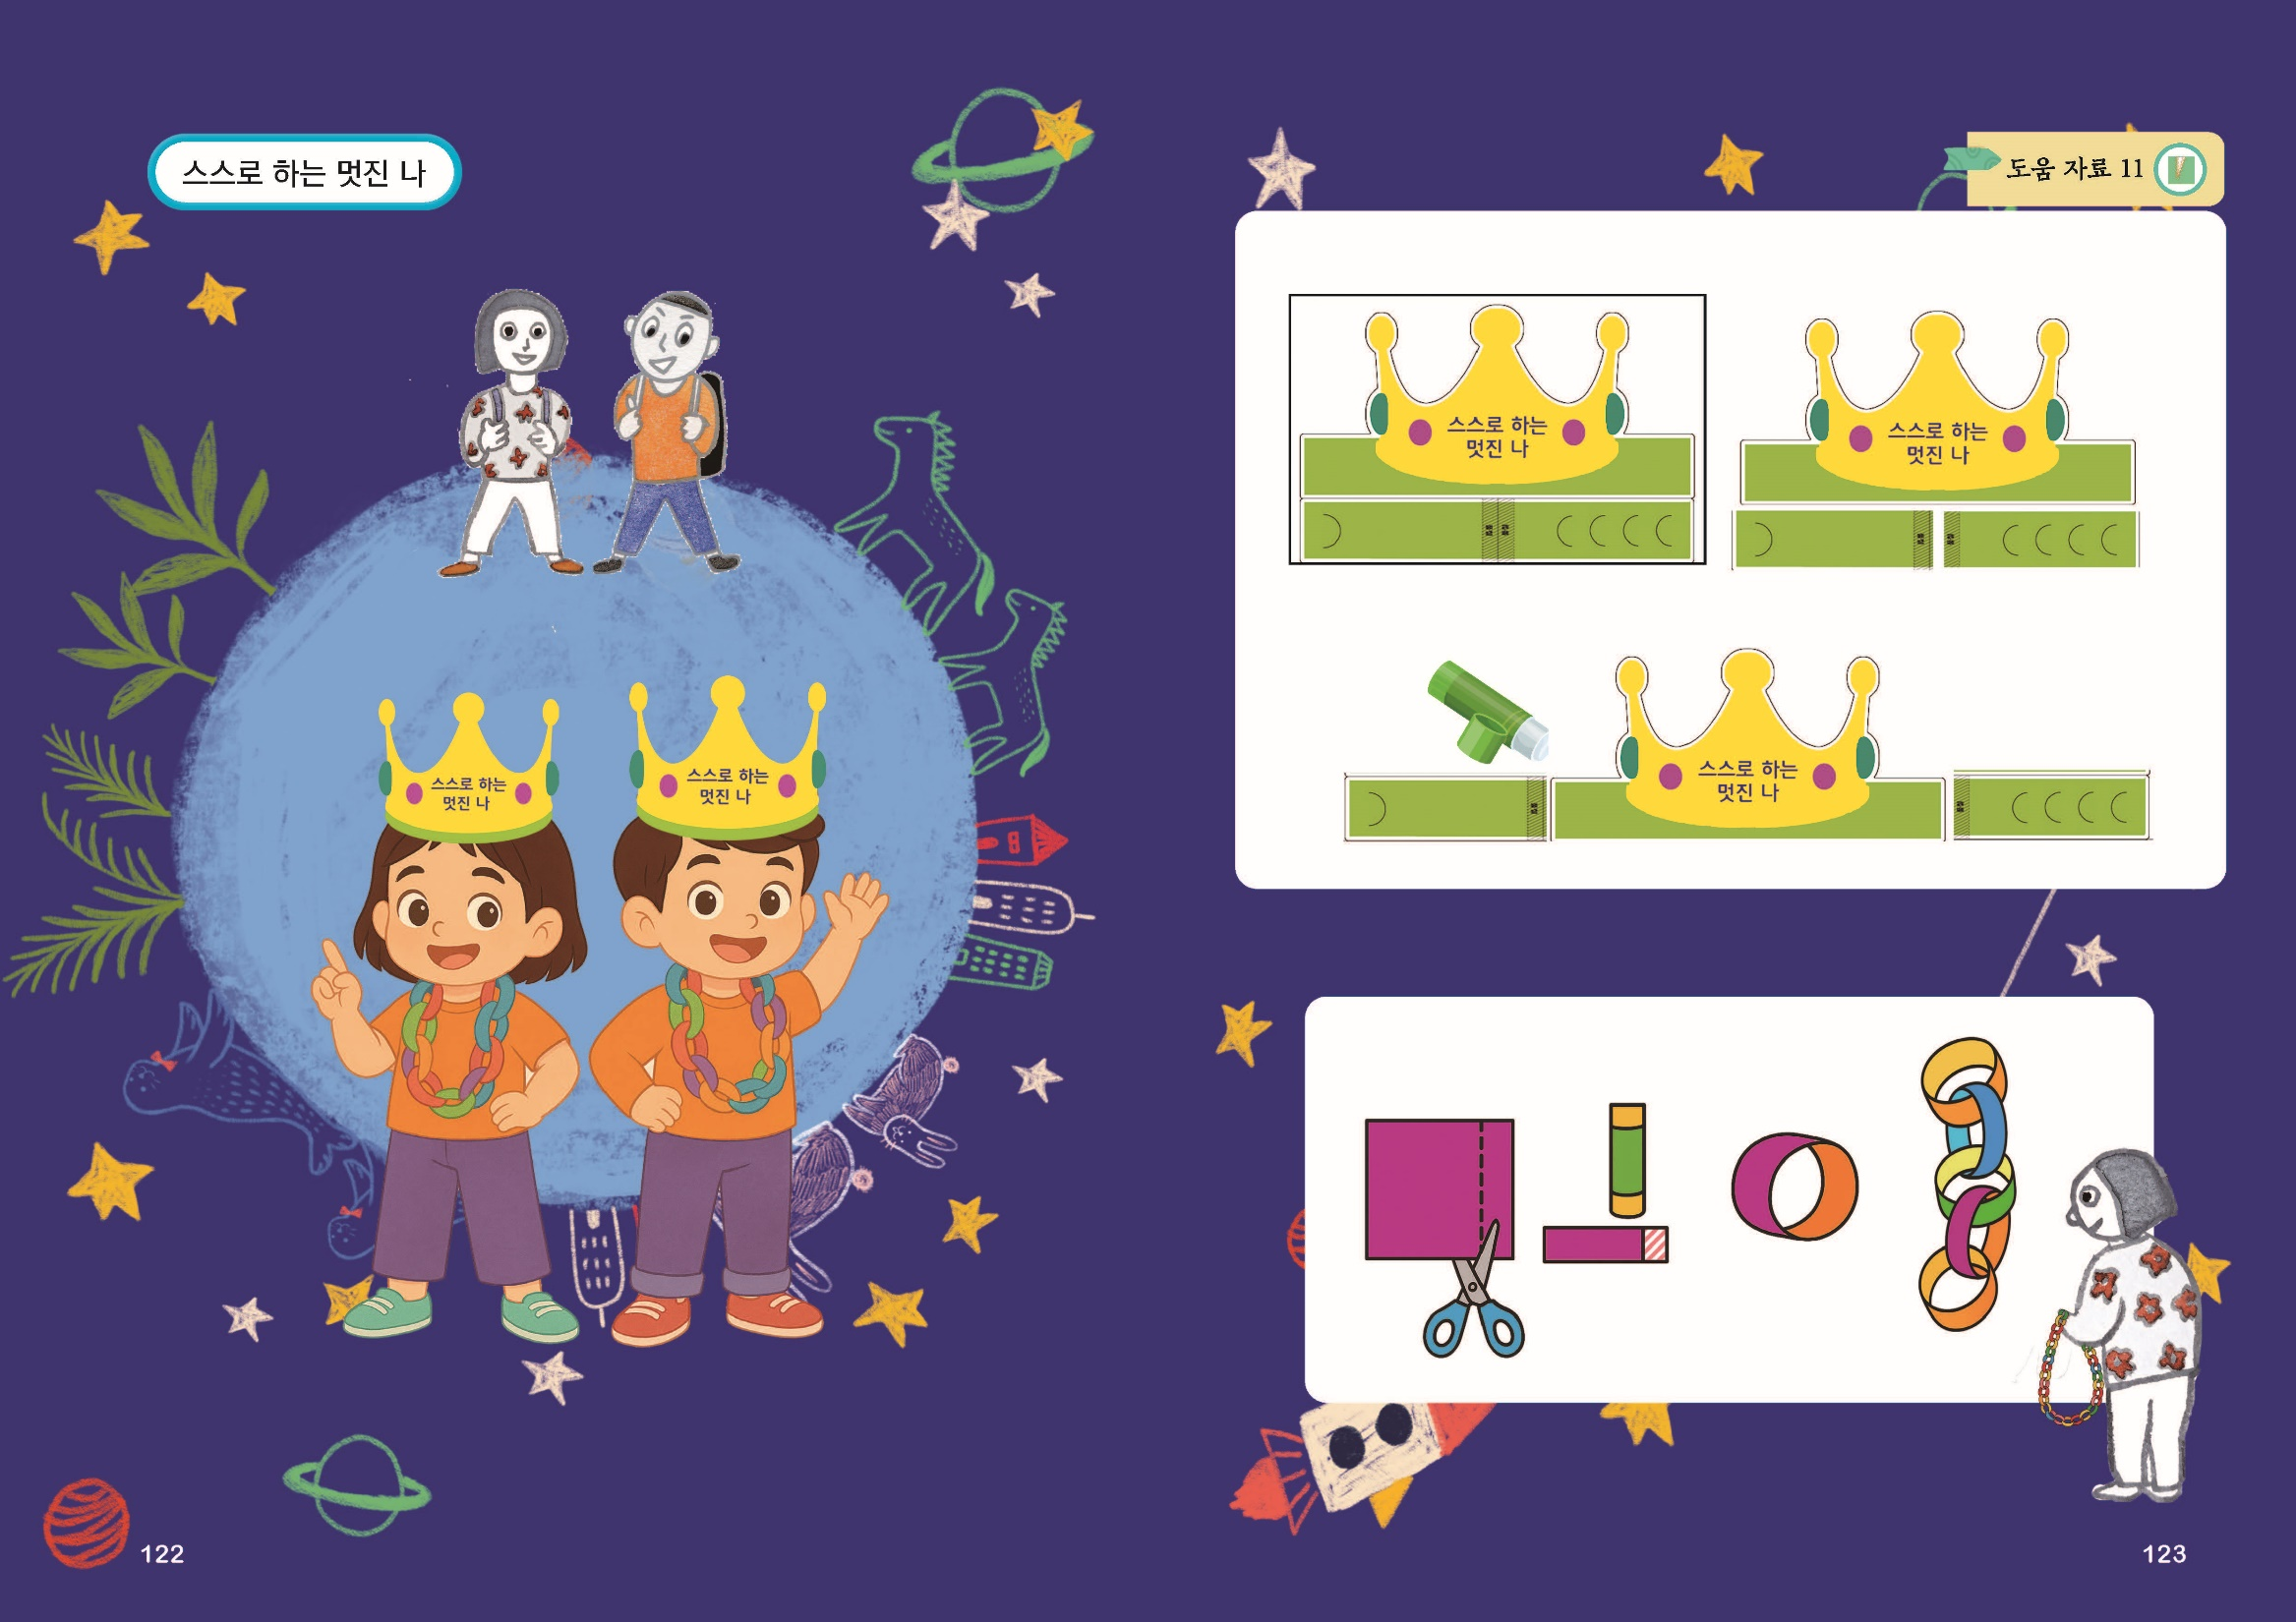 스스로 하는 멋진 나
스스로 하는
멋진 나
스스로 하는
멋진 나
122
도움 자료 11
스스로 하는
멋진 나
스스로 하는
멋진 나
스스로 하는
멋진 나
123